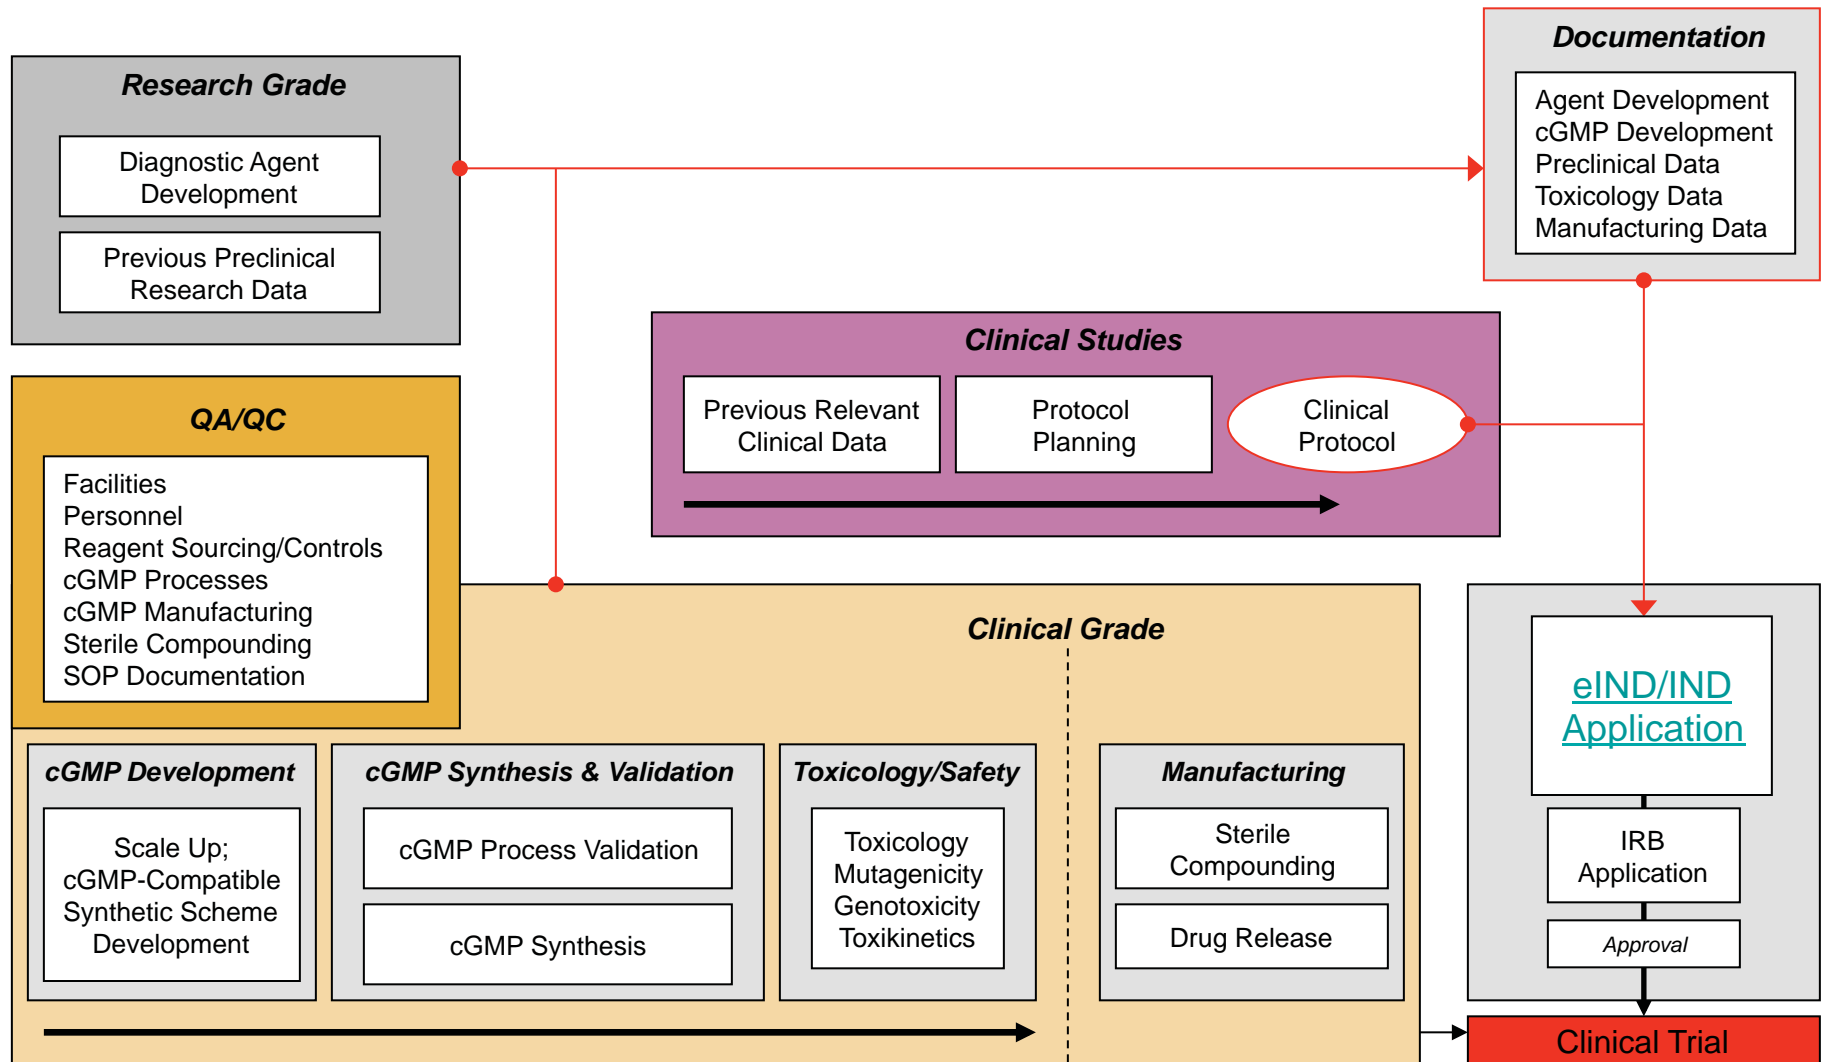 Research Grade
Diagnostic Agent
Development
Previous Preclinical
Research Data
Documentation
Agent Development
cGMP Development
Preclinical Data
Toxicology Data
Manufacturing Data
Clinical Studies
Previous Relevant
Clinical Data
Protocol
Planning
Clinical
Protocol
QA/QC
Facilities
Personnel
Reagent Sourcing/Controls
cGMP Processes
cGMP Manufacturing
Sterile Compounding
SOP Documentation
Clinical Grade
cGMP Development
Scale Up;
cGMP-Compatible
Synthetic Scheme
Development
cGMP Synthesis & Validation
cGMP Process Validation
cGMP Synthesis
Toxicology/Safety
Toxicology
Mutagenicity
Genotoxicity
Toxikinetics
Manufacturing
Sterile
Compounding
Drug Release
eIND/IND
Application
IRB
Application
Approval
Clinical Trial